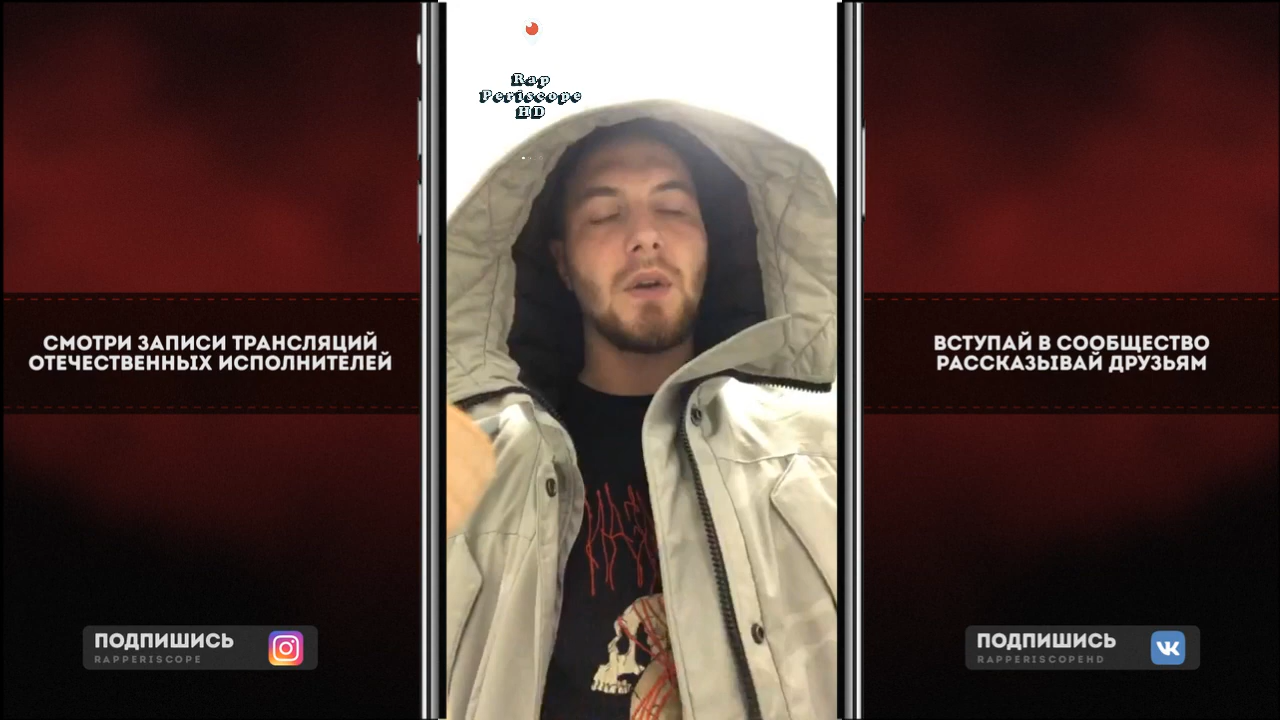 Rap
Periscope
HD
СМОТРИ ЗАПИСИ ТРАНСЛЯЦИЙ
ОТЕЧЕСТВЕННЫХ ИСПОЛНИТЕЛЕЙ
ВСТУПАЙ В СООБЩЕСТВО
РАССКАЗЫВАЙ ДРУЗЬЯМ
ПОДПИШИСЬ
RAPPERISCOPE
ПОДПИШИСЬ
RAPPERISCOPEHD